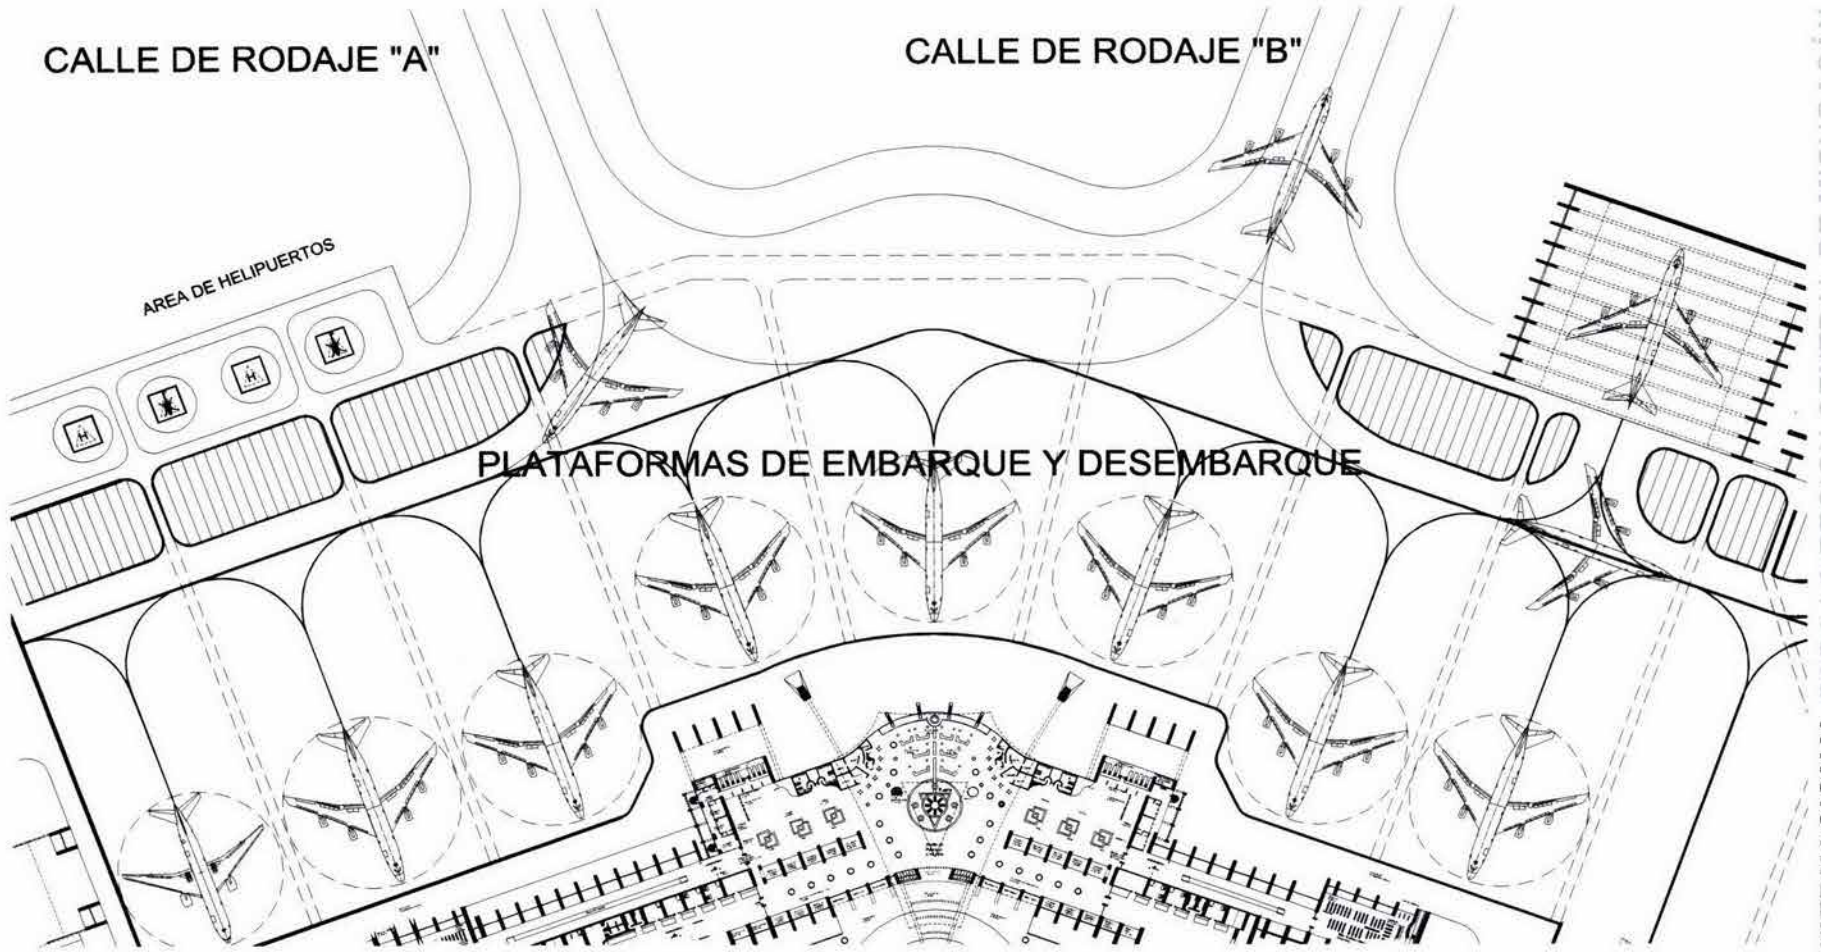 CALLE DE RODAJE "A"
CALLE DE RODAJE "B"
AREA DE HELIPUERTOS
H
H
PLATAFORMAS DE EMBARQUE Y DESEMBARQUE